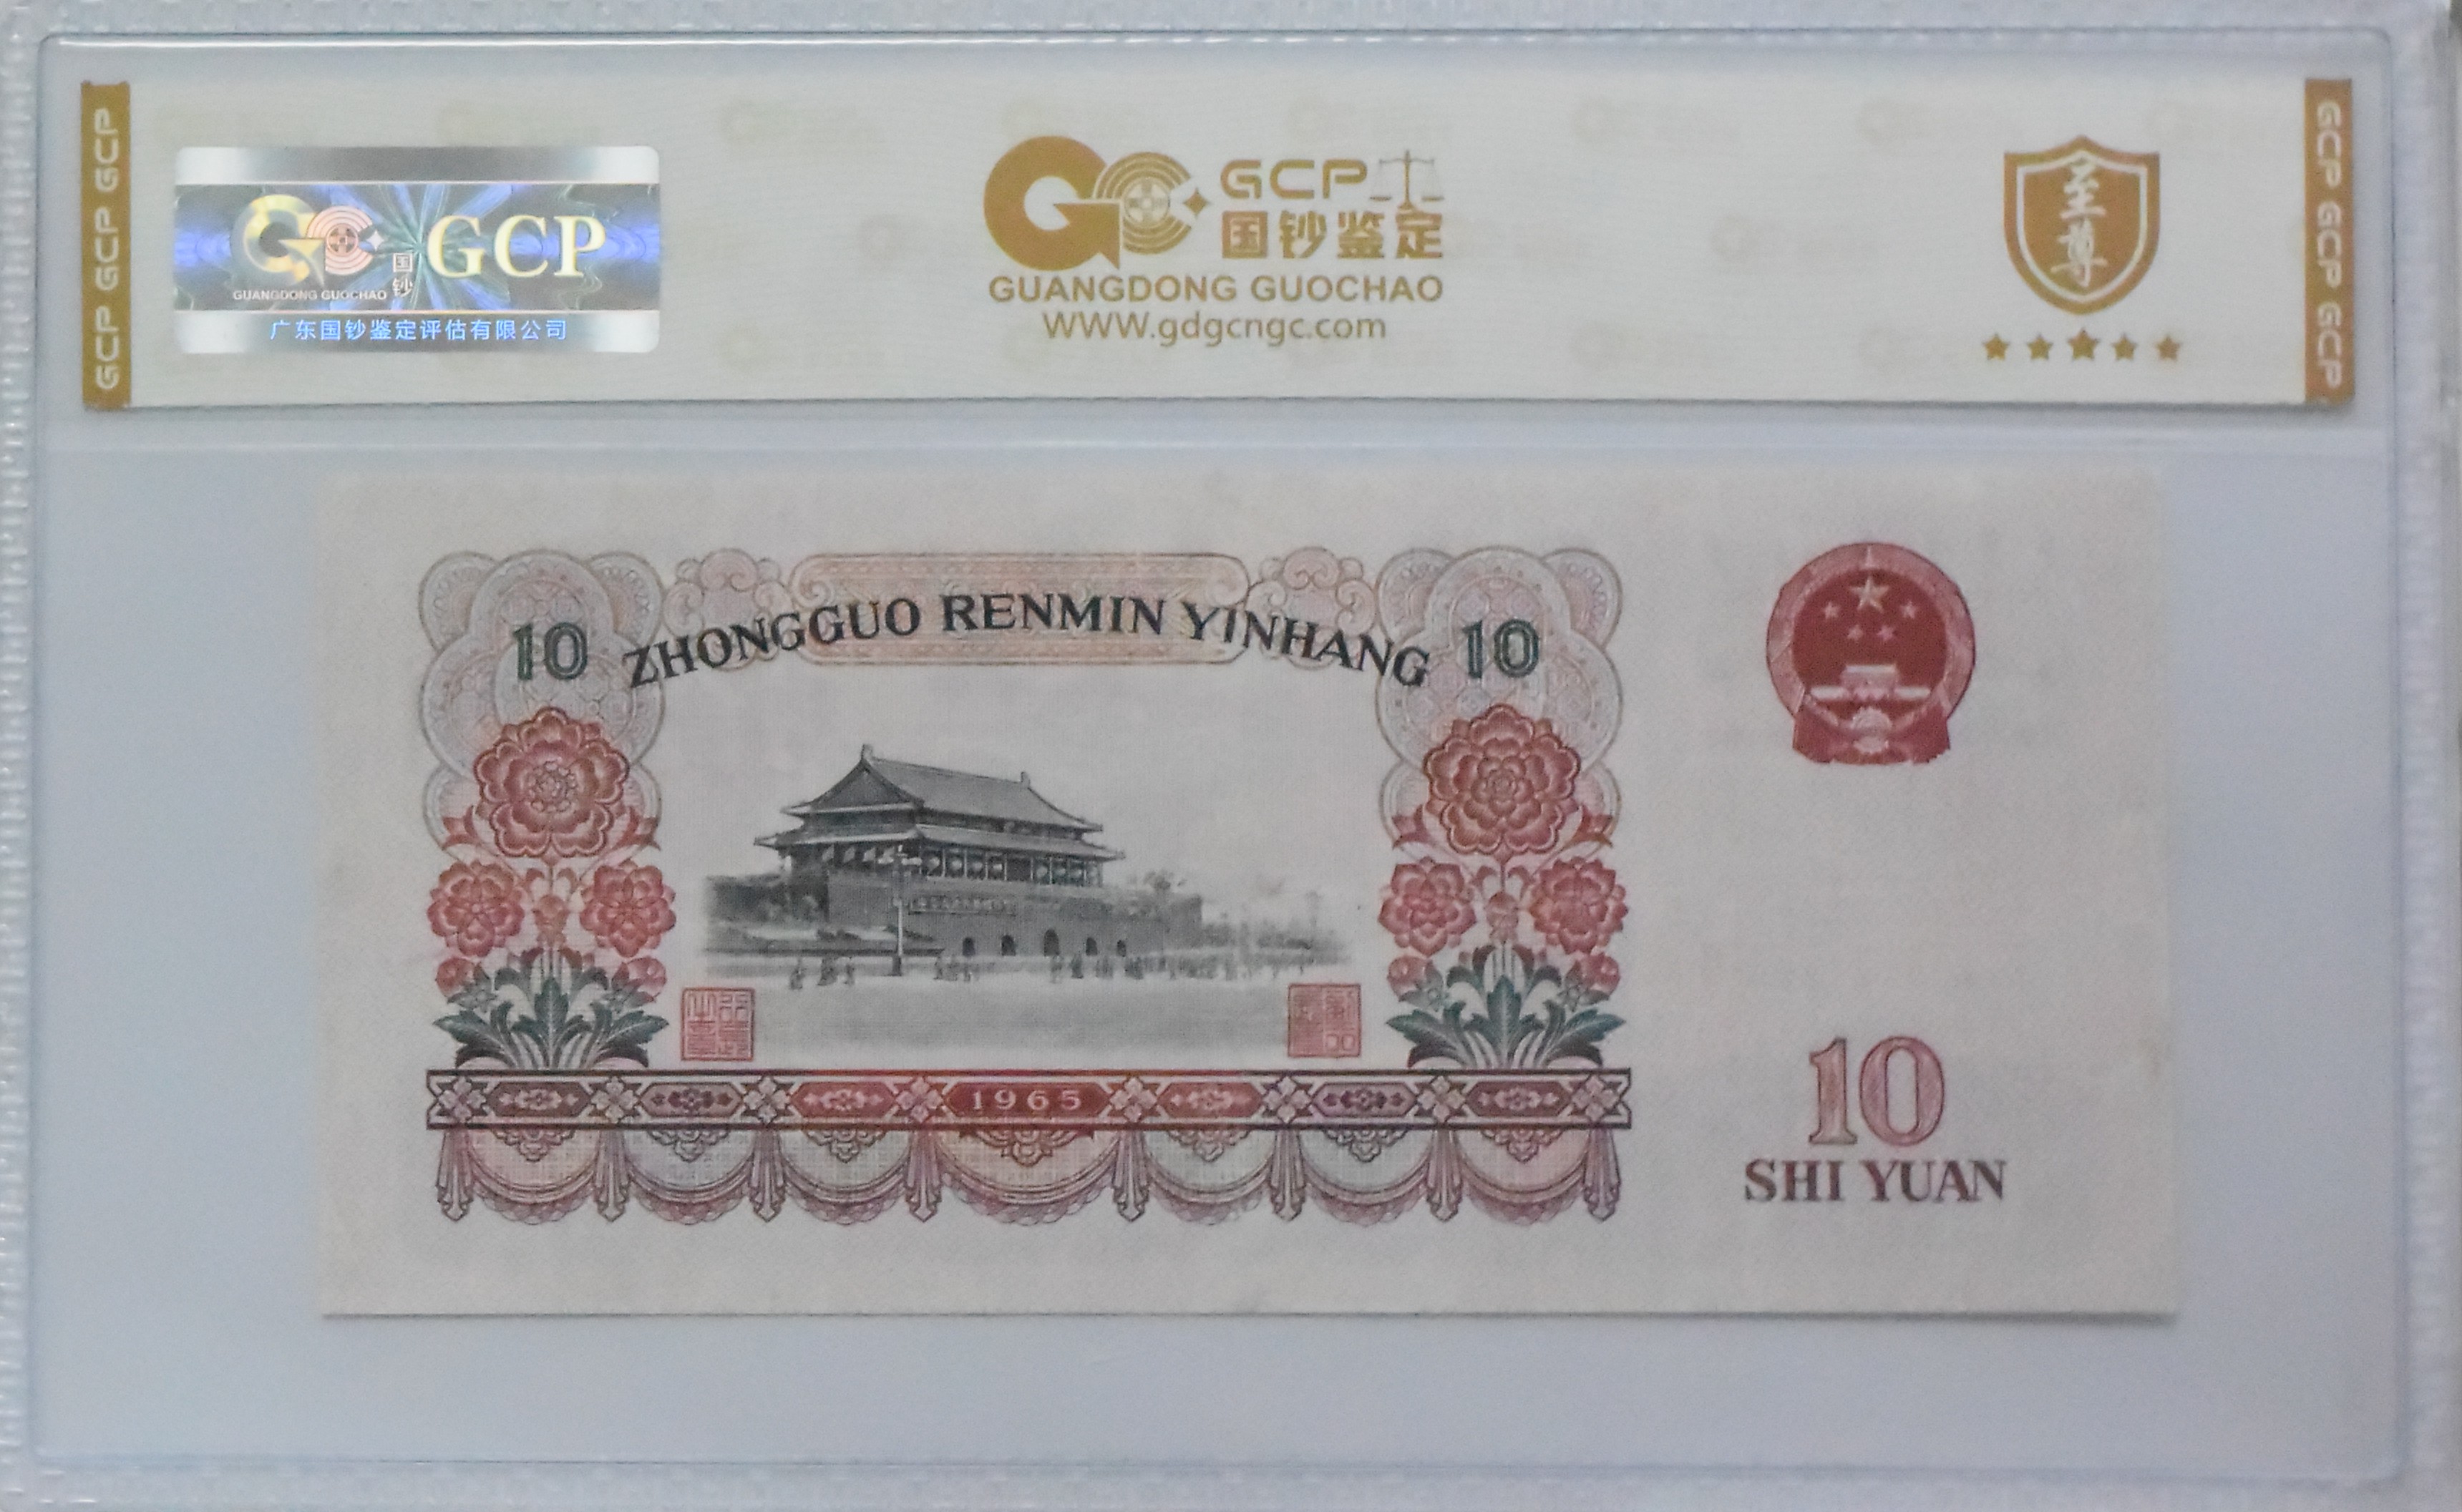 GCP GCP GCP
GCP
国钞
GUANGDONG GUOCHAO
广东国钞鉴定评估有限公司
GCP
国钞鉴定
GUANGDONG GUOCHAO
WWW.gdgcngc.com
至尊
GCP GCP GCP
10 ZHONGGUO RENMIN YINHANG 10
1965
10
SHI YUAN